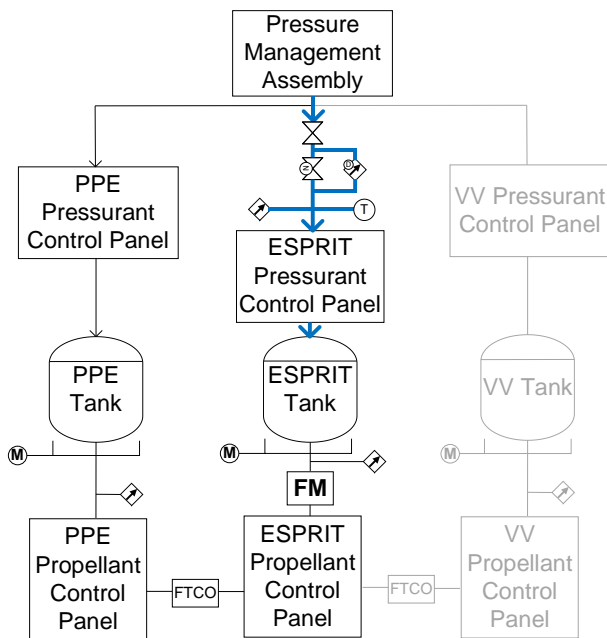 Pressure
Management
Assembly
N
D
T
PPE
Pressurant
Control Panel
ESPRIT
Pressurant
Control Panel
VV Pressurant
Control Panel
PPE
Tank
ESPRIT
Tank
VV Tank
M
M
M
FM
PPE
Propellant
Control
Panel
FTCO
ESPRIT
Propellant
Control
Panel
FTCO
VV
Propellant
Control
Panel